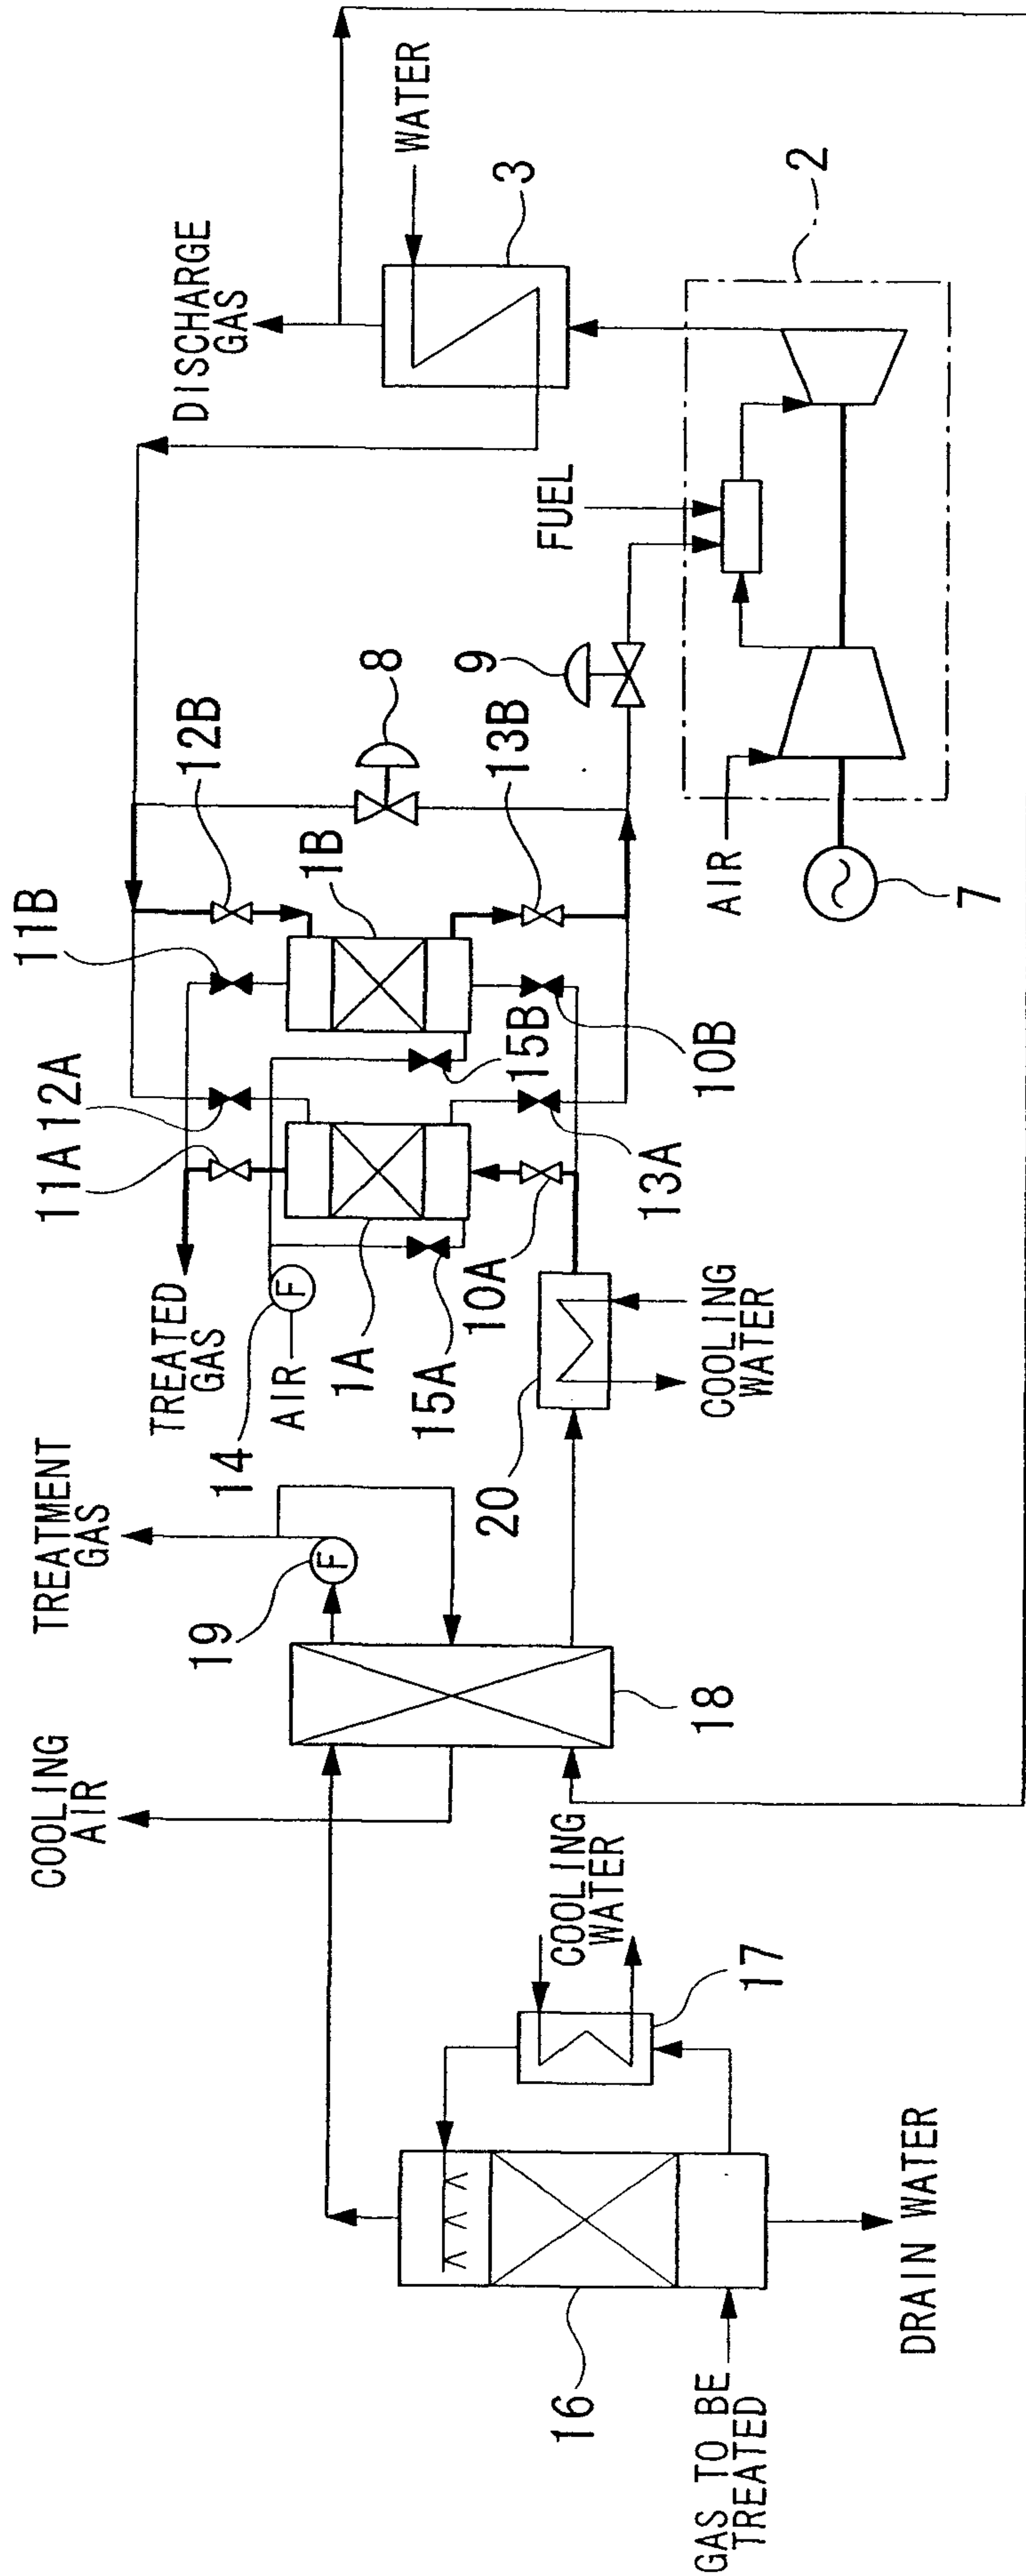 COOLING
AIR
TREATMENT
GAS
TREATED
GAS
DISCHARGE
GAS
11A
12A
11B
12B
WATER
19
14
AIR
F
F
1A
15A
10A
1B
15B
8
13B
9
FUEL
3
2
16
17
18
20
13A
10B
AIR
7
COOLING
WATER
COOLING
WATER
GAS TO BE
TREATED
DRAIN WATER